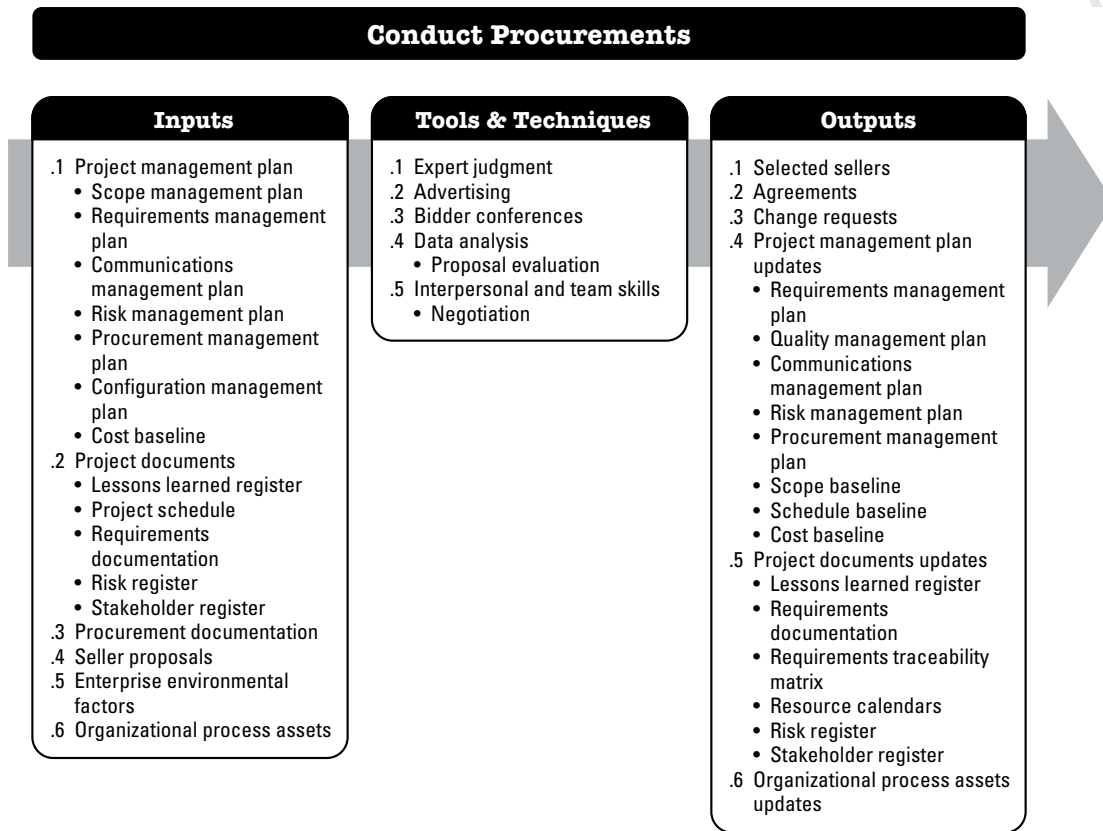 Conduct Procurements
Inputs
.1 Project management plan
• Scope management plan
• Requirements management
plan
• Communications
management plan
• Risk management plan
• Procurement management
plan
• Configuration management
plan
• Cost baseline
.2 Project documents
• Lessons learned register
• Project schedule
• Requirements
documentation
• Risk register
• Stakeholder register
.3 Procurement documentation
.4 Seller proposals
.5 Enterprise environmental
factors
.6 Organizational process assets
Tools & Techniques
.1 Expert judgment
.2 Advertising
.3 Bidder conferences
.4 Data analysis
• Proposal evaluation
.5 Interpersonal and team skills
• Negotiation
Outputs
.1 Selected sellers
.2 Agreements
.3 Change requests
.4 Project management plan
updates
• Requirements management
plan
• Quality management plan
• Communications
management plan
• Risk management plan
• Procurement management
plan
• Scope baseline
• Schedule baseline
• Cost baseline
.5 Project documents updates
• Lessons learned register
• Requirements
documentation
• Requirements traceability
matrix
• Resource calendars
• Risk register
• Stakeholder register
.6 Organizational process assets
updates